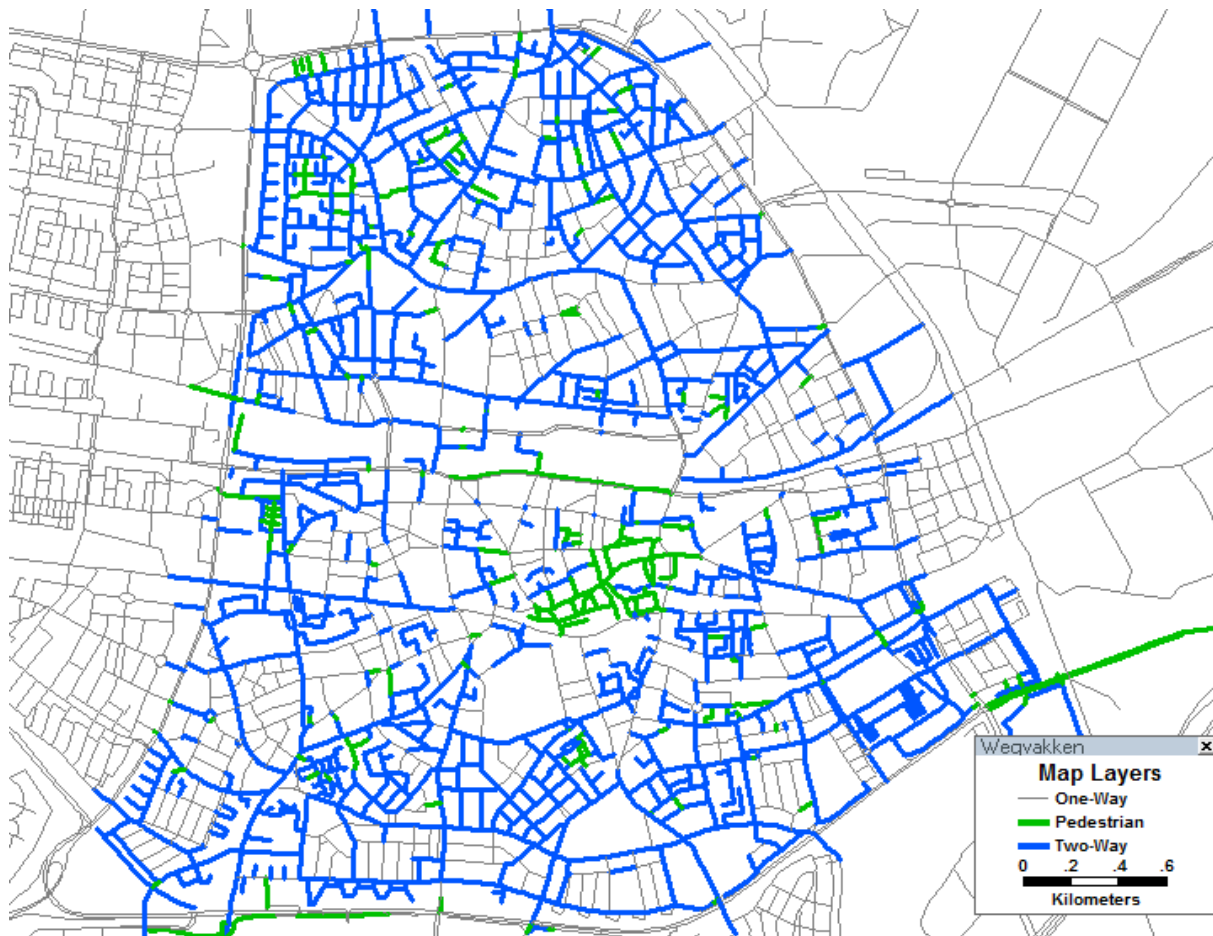 Wegvakken
Map Layers
One-Way
Pedestrian
Two-Way
0 .2 .4 .6
Kilometers